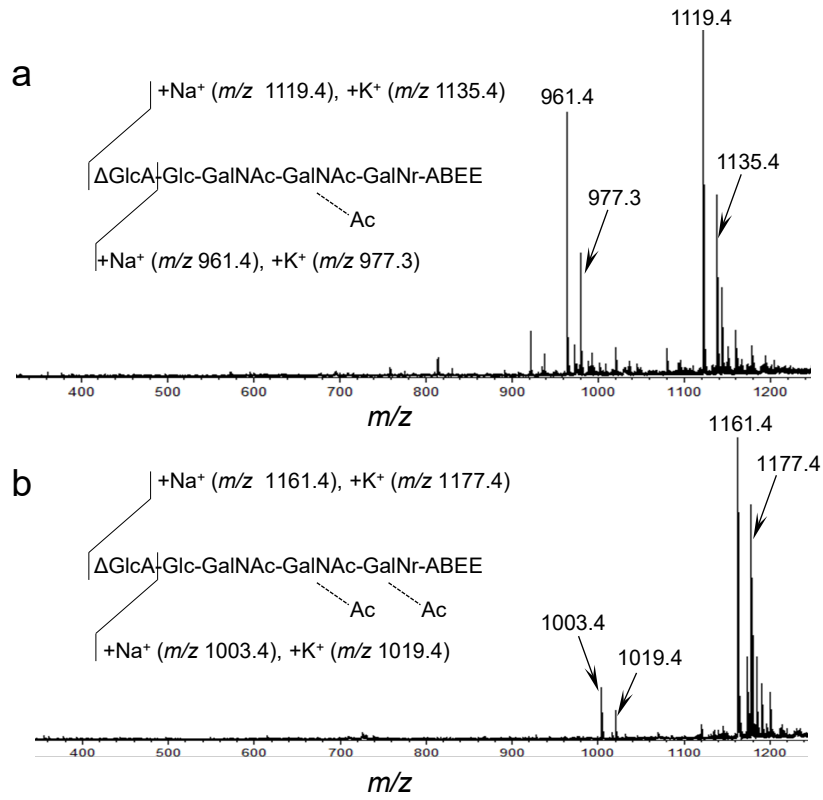 a
1119.4
+Na⁺ (m/z 1119.4), +K⁺ (m/z 1135.4)
961.4
1135.4
ΔGlcA-Glc-GalNAc-GalNAc-GalNr-ABEE
977.3
Ac
+Na⁺ (m/z 961.4), +K⁺ (m/z 977.3)
400 500 600 700 800 900 1000 1100 1200
m/z
1161.4
b
+Na⁺ (m/z 1161.4), +K⁺ (m/z 1177.4)
1177.4
ΔGlcA-Glc-GalNAc-GalNAc-GalNr-ABEE
Ac Ac
1003.4
+Na⁺ (m/z 1003.4), +K⁺ (m/z 1019.4)
1019.4
400 500 600 700 800 900 1000 1100 1200
m/z